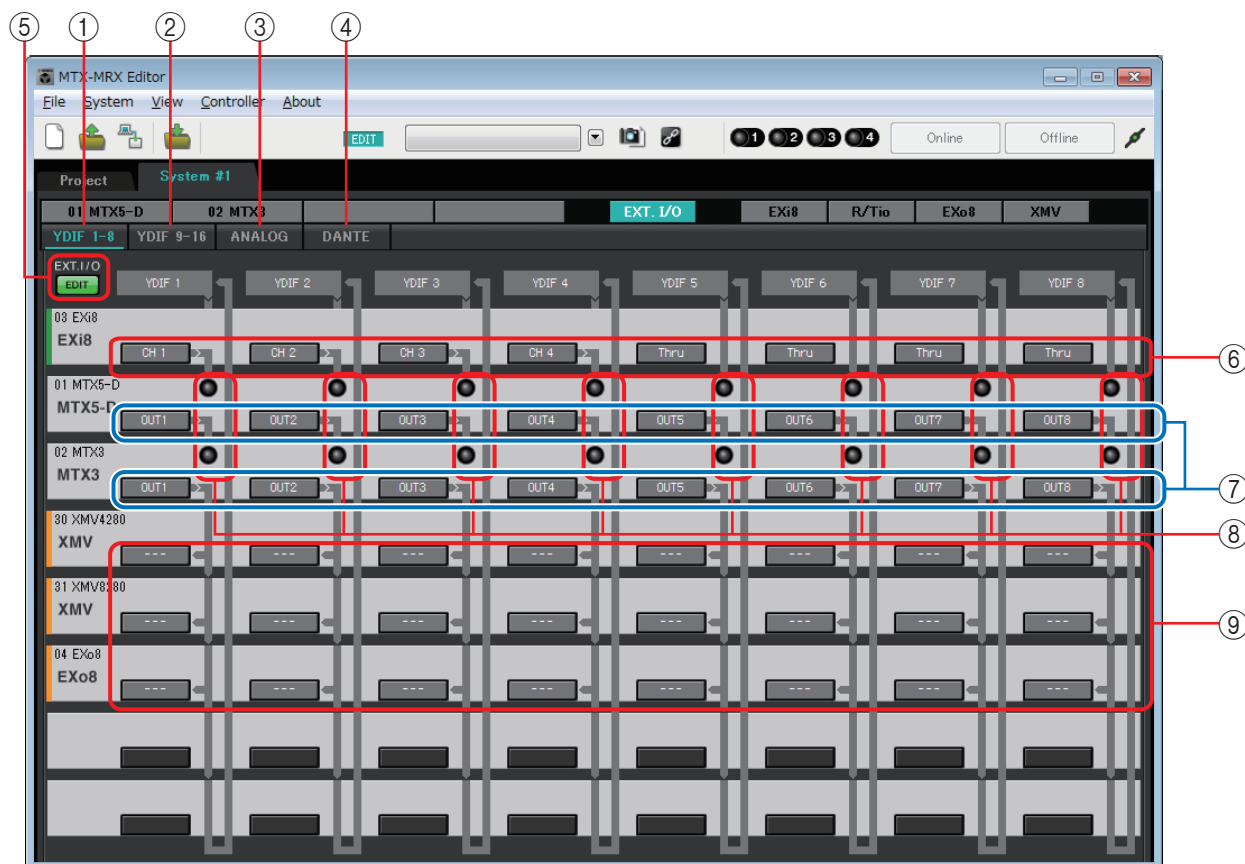 ⑤ ① ② ③ ④
MTX-MRX Editor
File System View Controller About
EDIT 1 2 3 4 Online Offline
Project System #1
01 MTX5-D 02 MTX3 EXT. I/O EXi8 R/Tio EXo8 XMV
YDIF 1-8 YDIF 9-16 ANALOG DANTE
EXT.I/O
EDIT YDIF 1 YDIF 2 YDIF 3 YDIF 4 YDIF 5 YDIF 6 YDIF 7 YDIF 8
03 EXi8
EXi8
CH 1 CH 2 CH 3 CH 4 Thru Thru Thru Thru ⑥
01 MTX5-D
MTX5-D
OUT1 OUT2 OUT3 OUT4 OUT5 OUT6 OUT7 OUT8
02 MTX3
MTX3
OUT1 OUT2 OUT3 OUT4 OUT5 OUT6 OUT7 OUT8 ⑦
30 XMV4280 ⑧
XMV
--- --- --- --- --- --- --- ---
31 XMV8280
XMV
--- --- --- --- --- --- --- --- ⑨
04 EXo8
EXo8
--- --- --- --- --- --- --- ---